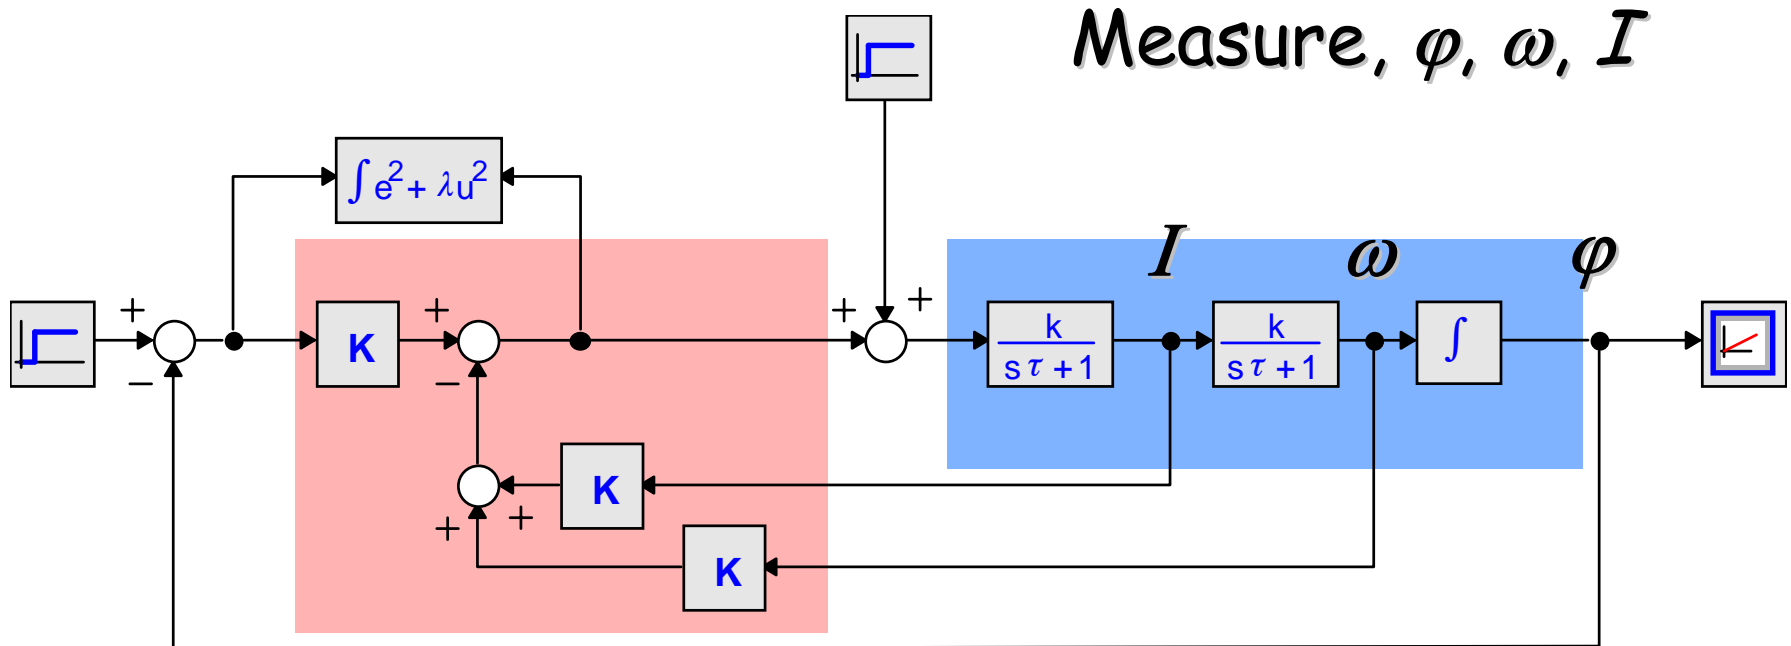 Measure, φ, ω, I
∫ e² + λu²
I ω φ
+ + + +
K k/(sτ+1) k/(sτ+1) ∫
− −
K
+ +
K